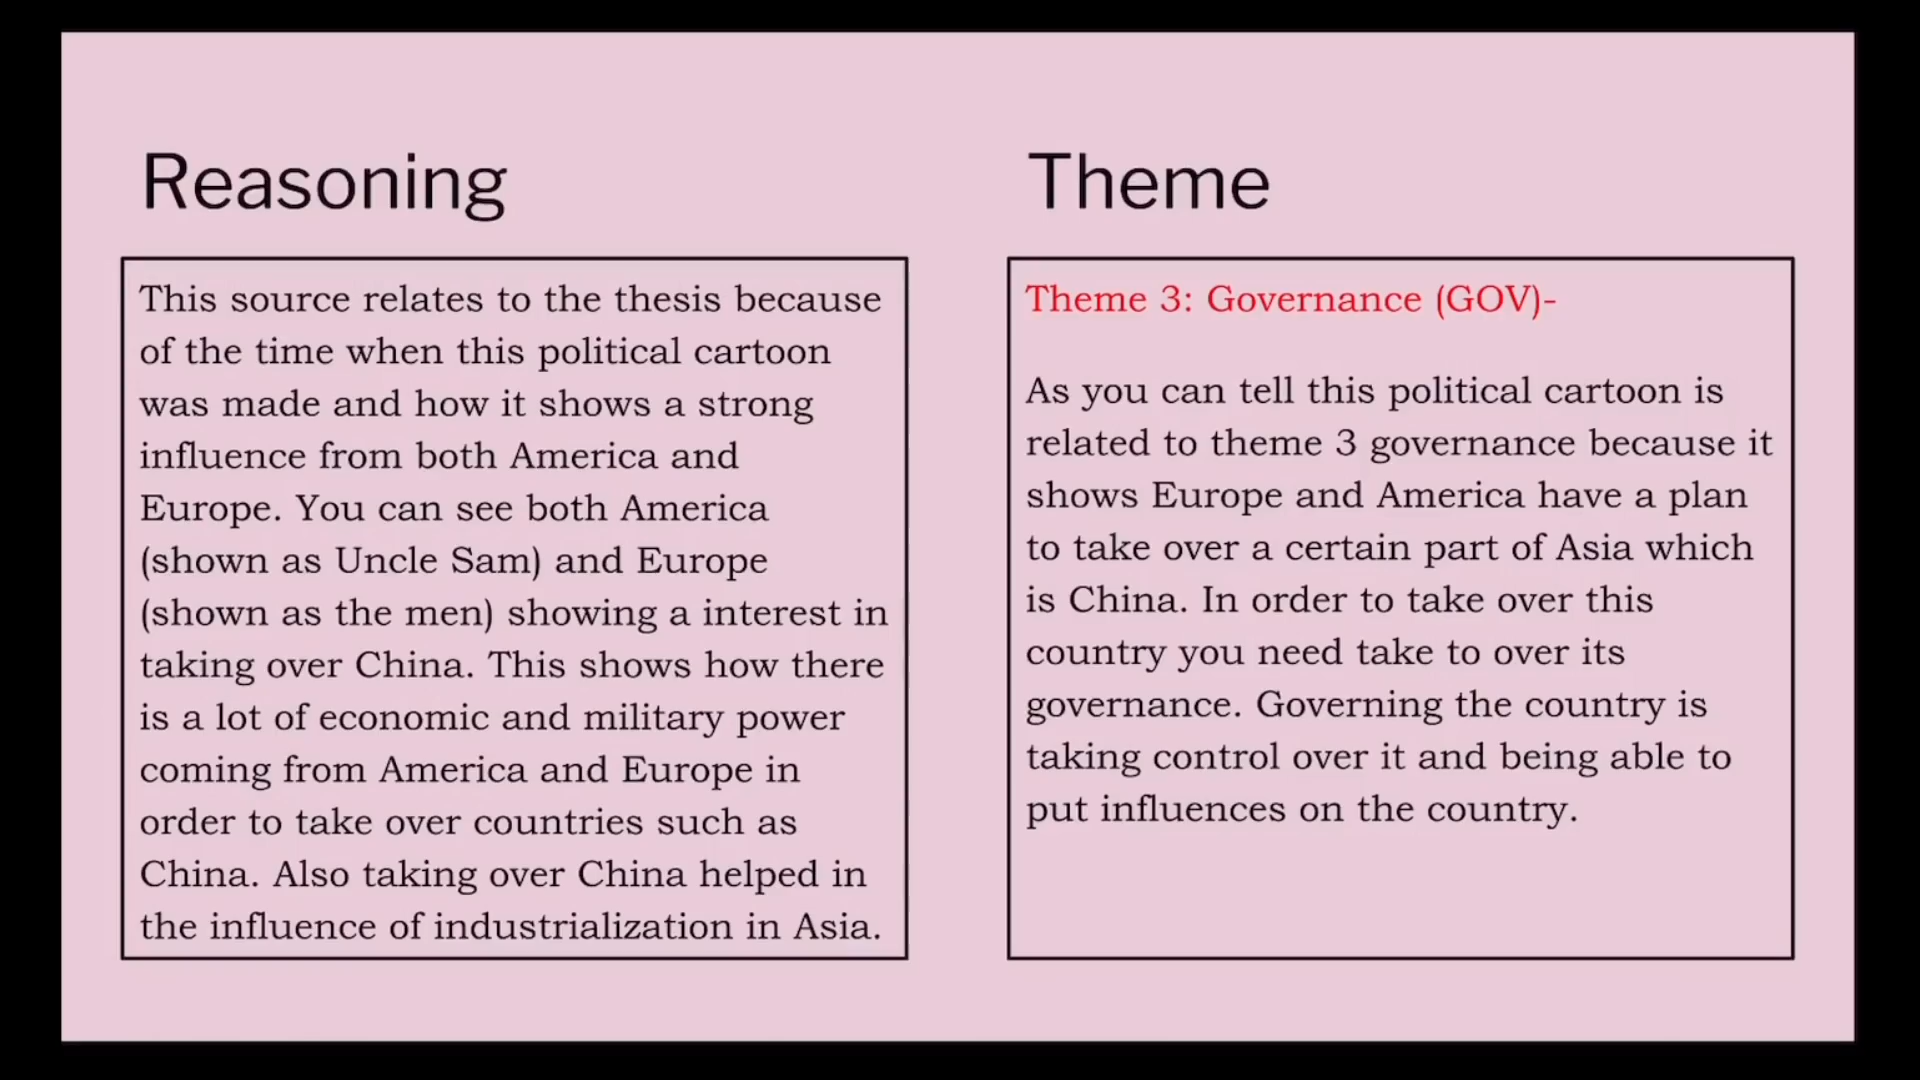 Reasoning
This source relates to the thesis because
of the time when this political cartoon
was made and how it shows a strong
influence from both America and
Europe. You can see both America
(shown as Uncle Sam) and Europe
(shown as the men) showing a interest in
taking over China. This shows how there
is a lot of economic and military power
coming from America and Europe in
order to take over countries such as
China. Also taking over China helped in
the influence of industrialization in Asia.
Theme
Theme 3: Governance (GOV)-
As you can tell this political cartoon is
related to theme 3 governance because it
shows Europe and America have a plan
to take over a certain part of Asia which
is China. In order to take over this
country you need take to over its
governance. Governing the country is
taking control over it and being able to
put influences on the country.